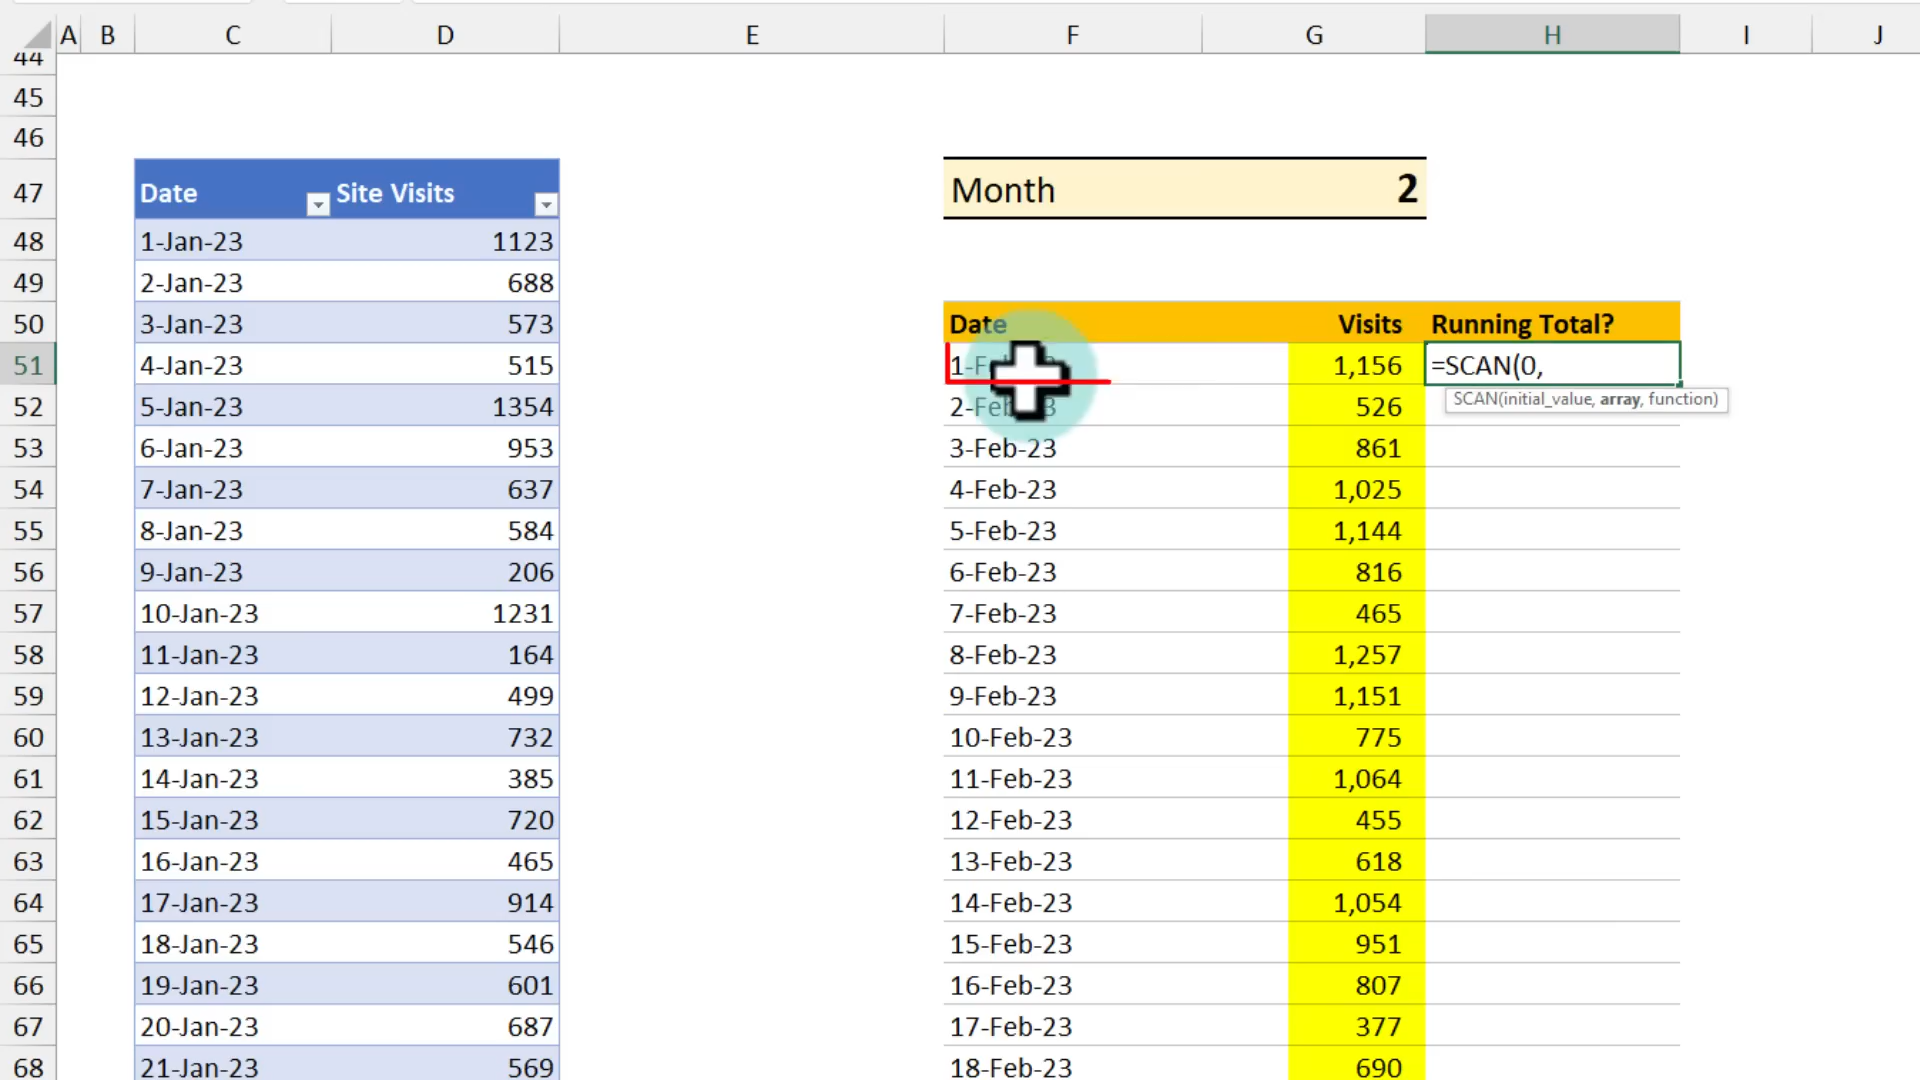 A B C D E F G H I J
44
45
46
47 Date Site Visits Month 2
48 1-Jan-23 1123
49 2-Jan-23 688
50 3-Jan-23 573 Date Visits Running Total?
51 4-Jan-23 515 1,156 =SCAN(0,
SCAN(initial_value, array, function)
52 5-Jan-23 1354 526
53 6-Jan-23 953 3-Feb-23 861
54 7-Jan-23 637 4-Feb-23 1,025
55 8-Jan-23 584 5-Feb-23 1,144
56 9-Jan-23 206 6-Feb-23 816
57 10-Jan-23 1231 7-Feb-23 465
58 11-Jan-23 164 8-Feb-23 1,257
59 12-Jan-23 499 9-Feb-23 1,151
60 13-Jan-23 732 10-Feb-23 775
61 14-Jan-23 385 11-Feb-23 1,064
62 15-Jan-23 720 12-Feb-23 455
63 16-Jan-23 465 13-Feb-23 618
64 17-Jan-23 914 14-Feb-23 1,054
65 18-Jan-23 546 15-Feb-23 951
66 19-Jan-23 601 16-Feb-23 807
67 20-Jan-23 687 17-Feb-23 377
68 21-Jan-23 569 18-Feb-23 690